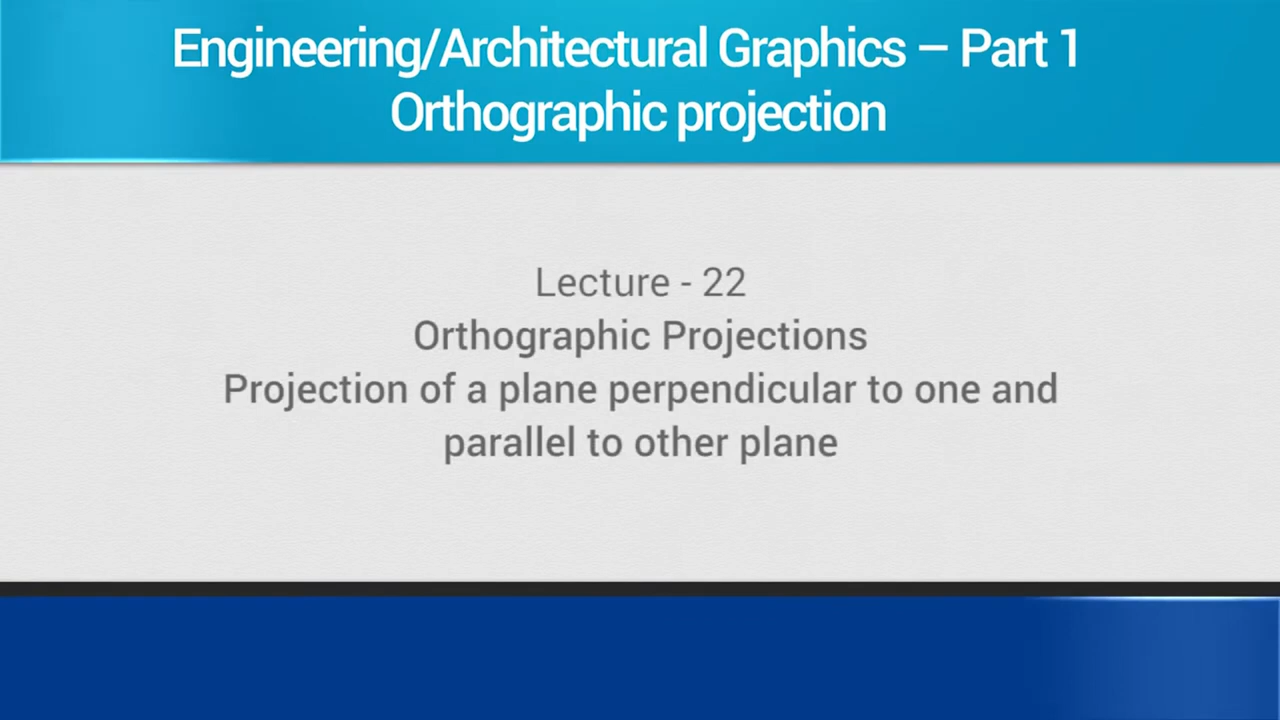 Engineering/Architectural Graphics – Part 1
Orthographic projection
Lecture - 22
Orthographic Projections
Projection of a plane perpendicular to one and
parallel to other plane